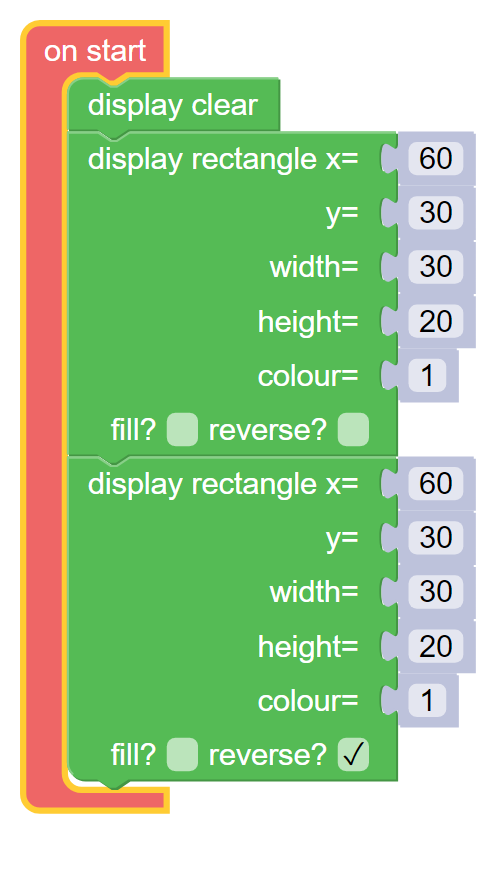 on start
display clear
display rectangle x= 60
y= 30
width= 30
height= 20
colour= 1
fill? reverse?
display rectangle x= 60
y= 30
width= 30
height= 20
colour= 1
fill? reverse? ✓